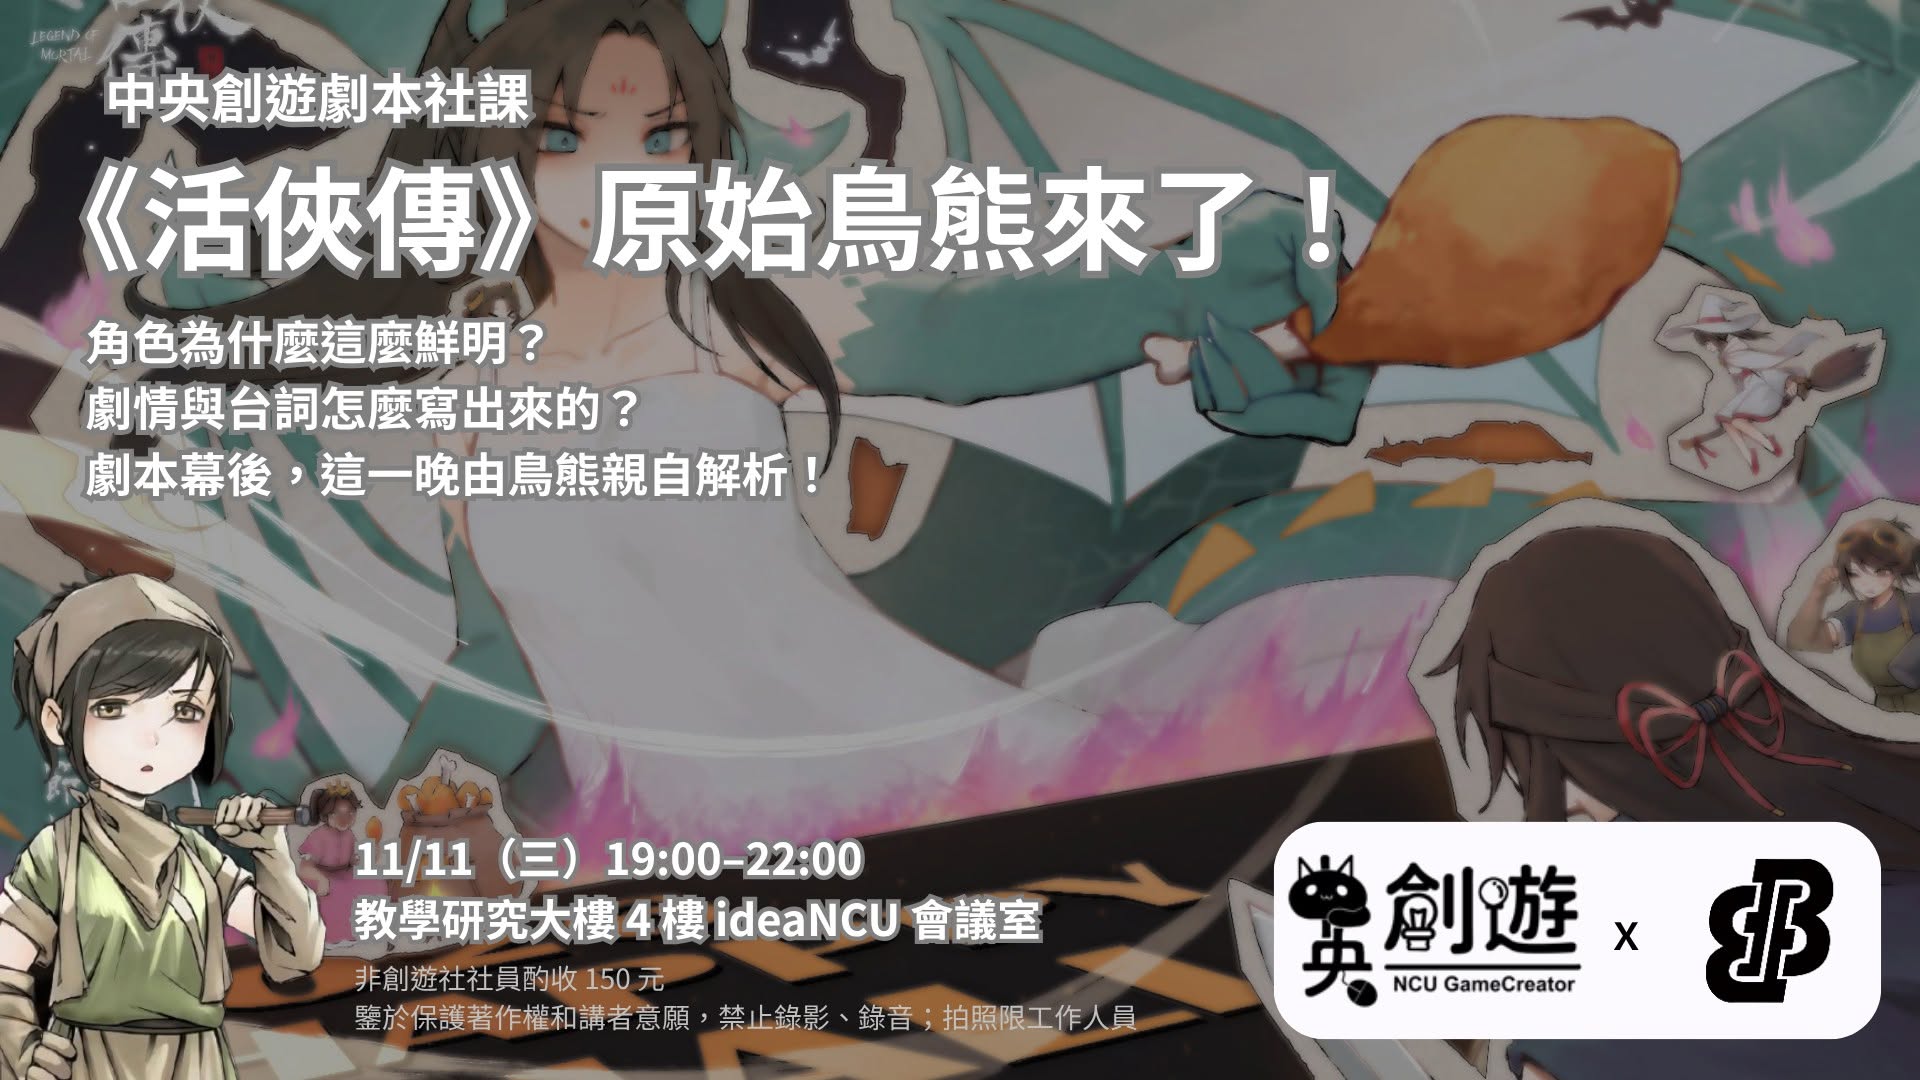 LEGEND OF
MORTAL
中央創遊劇本社課
《活俠傳》原始鳥熊來了！
角色為什麼這麼鮮明？
劇情與台詞怎麼寫出來的？
劇本幕後，這一晚由鳥熊親自解析！
11/11（三）19:00–22:00
教學研究大樓 4 樓 ideaNCU 會議室
非創遊社社員酌收 150 元
鑒於保護著作權和講者意願，禁止錄影、錄音；拍照限工作人員
央 創遊
NCU GameCreator
X